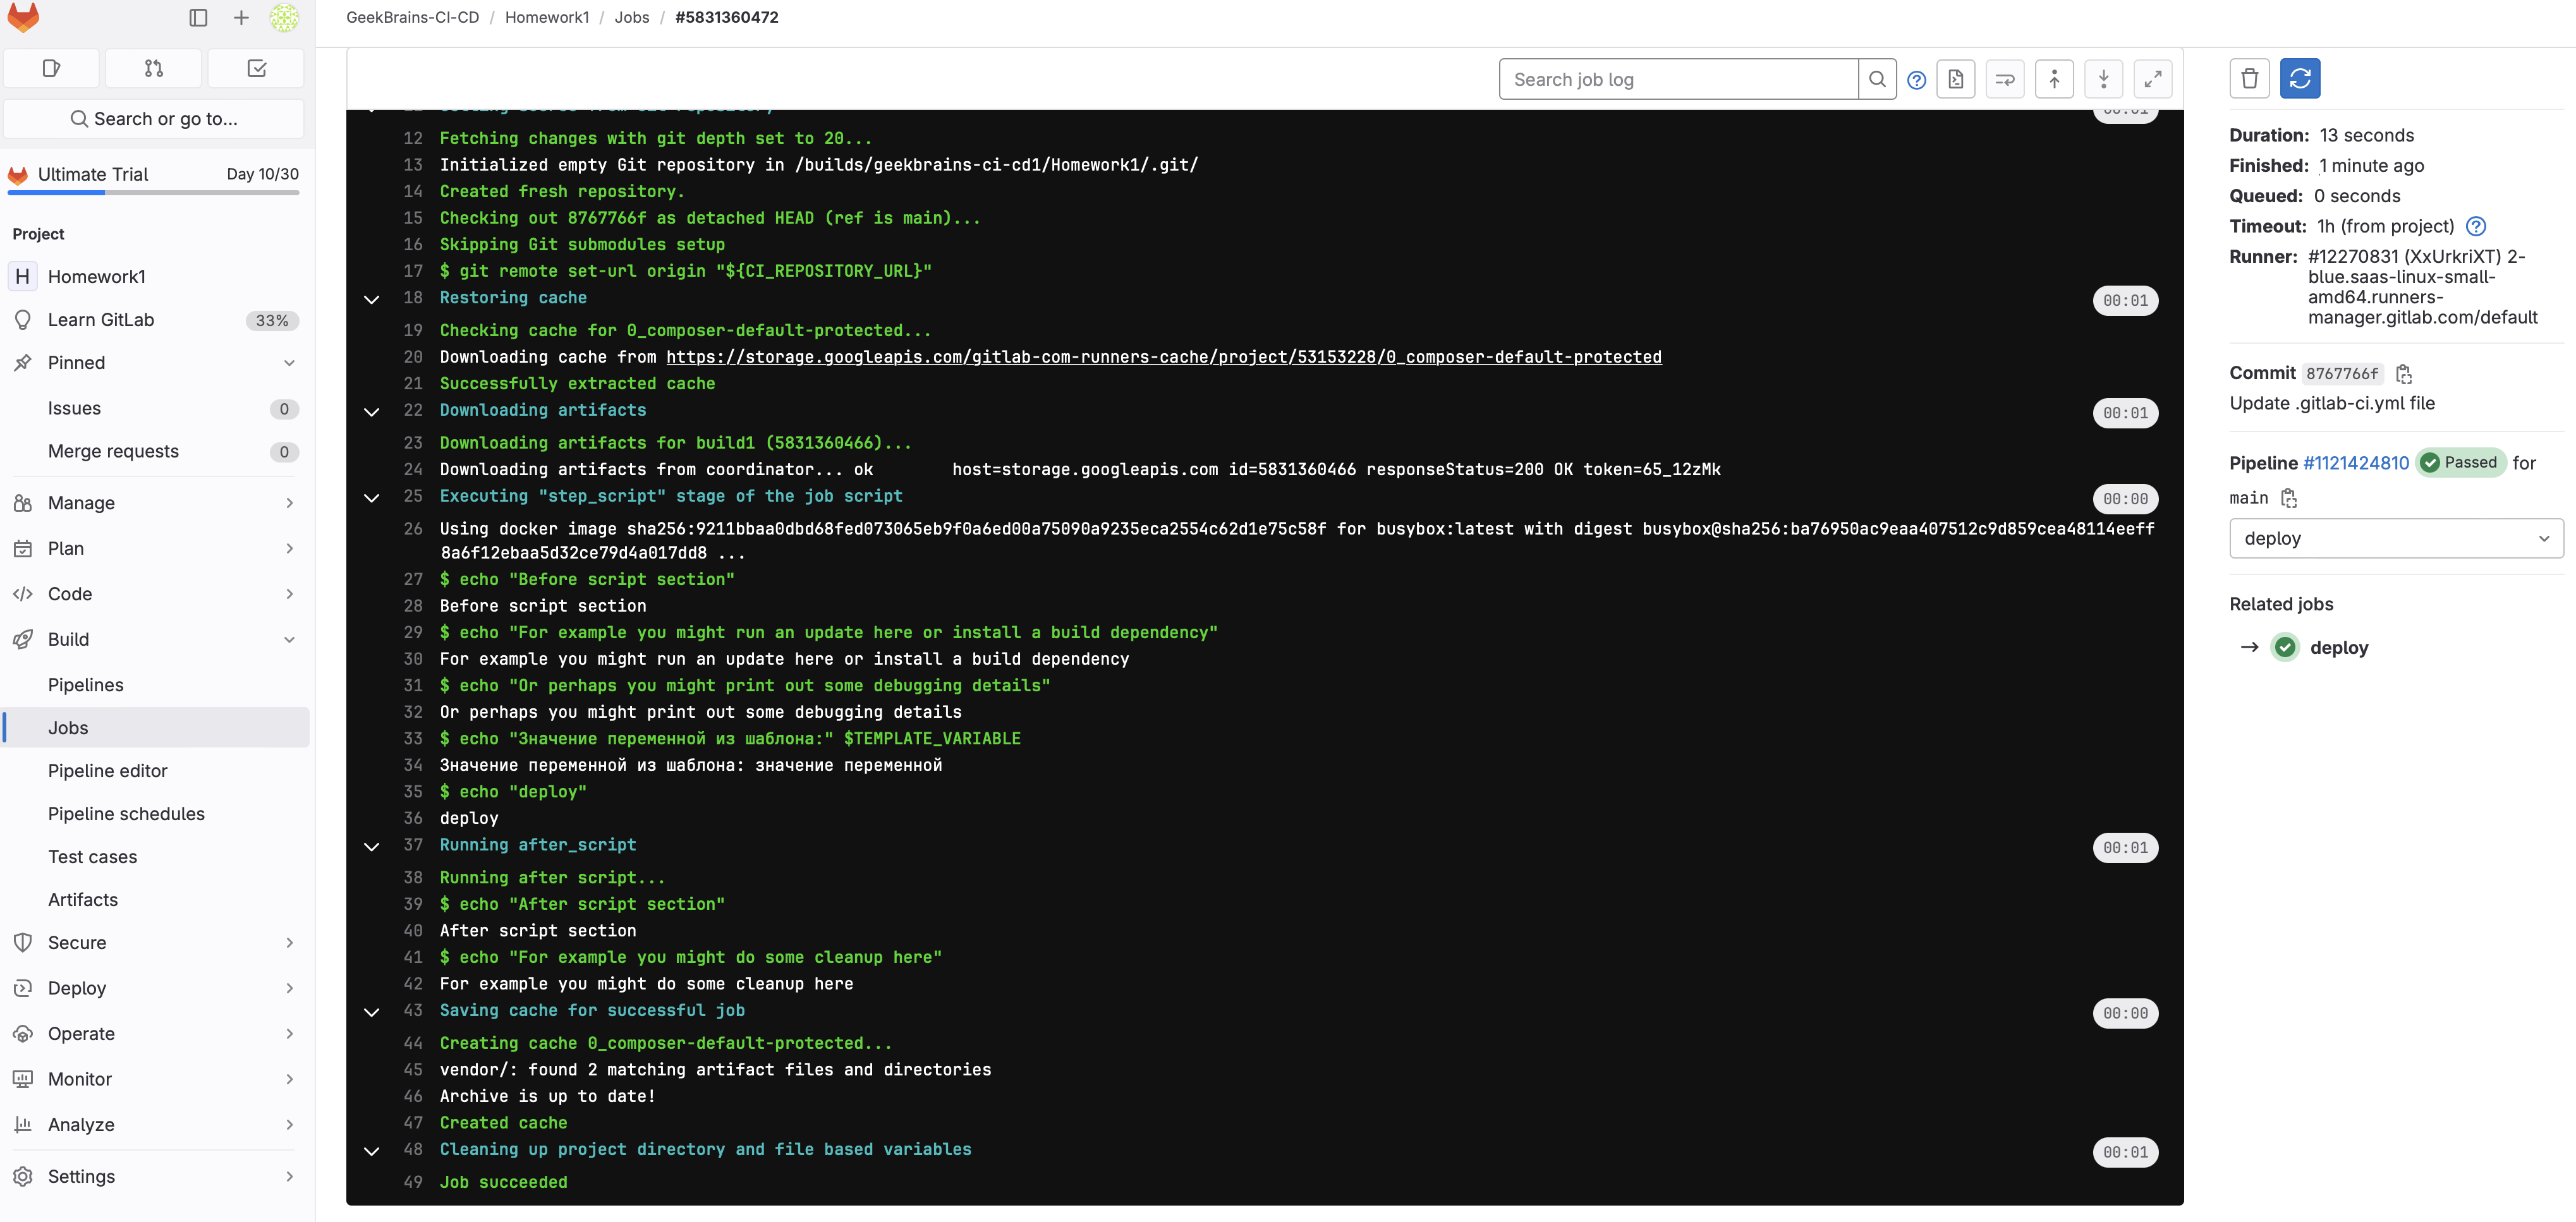 GeekBrains-CI-CD / Homework1 / Jobs / #5831360472
Search or go to...
Ultimate Trial Day 10/30
Project
H Homework1
Learn GitLab 33%
Pinned
Issues 0
Merge requests 0
Manage
Plan
Code
Build
Pipelines
Jobs
Pipeline editor
Pipeline schedules
Test cases
Artifacts
Secure
Deploy
Operate
Monitor
Analyze
Settings
Search job log
12 Fetching changes with git depth set to 20...
13 Initialized empty Git repository in /builds/geekbrains-ci-cd1/Homework1/.git/
14 Created fresh repository.
15 Checking out 8767766f as detached HEAD (ref is main)...
16 Skipping Git submodules setup
17 $ git remote set-url origin "${CI_REPOSITORY_URL}"
18 Restoring cache 00:01
19 Checking cache for 0_composer-default-protected...
20 Downloading cache from https://storage.googleapis.com/gitlab-com-runners-cache/project/53153228/0_composer-default-protected
21 Successfully extracted cache
22 Downloading artifacts 00:01
23 Downloading artifacts for build1 (5831360466)...
24 Downloading artifacts from coordinator... ok host=storage.googleapis.com id=5831360466 responseStatus=200 OK token=65_12zMk
25 Executing "step_script" stage of the job script 00:00
26 Using docker image sha256:9211bbaa0dbd68fed073065eb9f0a6ed00a75090a9235eca2554c62d1e75c58f for busybox:latest with digest busybox@sha256:ba76950ac9eaa407512c9d859cea48114eeff
8a6f12ebaa5d32ce79d4a017dd8 ...
27 $ echo "Before script section"
28 Before script section
29 $ echo "For example you might run an update here or install a build dependency"
30 For example you might run an update here or install a build dependency
31 $ echo "Or perhaps you might print out some debugging details"
32 Or perhaps you might print out some debugging details
33 $ echo "Значение переменной из шаблона:" $TEMPLATE_VARIABLE
34 Значение переменной из шаблона: значение переменной
35 $ echo "deploy"
36 deploy
37 Running after_script 00:01
38 Running after script...
39 $ echo "After script section"
40 After script section
41 $ echo "For example you might do some cleanup here"
42 For example you might do some cleanup here
43 Saving cache for successful job 00:00
44 Creating cache 0_composer-default-protected...
45 vendor/: found 2 matching artifact files and directories
46 Archive is up to date!
47 Created cache
48 Cleaning up project directory and file based variables 00:01
49 Job succeeded
Duration: 13 seconds
Finished: 1 minute ago
Queued: 0 seconds
Timeout: 1h (from project)
Runner: #12270831 (XxUrkriXT) 2-
blue.saas-linux-small-
amd64.runners-
manager.gitlab.com/default
Commit 8767766f
Update .gitlab-ci.yml file
Pipeline #1121424810 Passed for
main
deploy
Related jobs
→ deploy